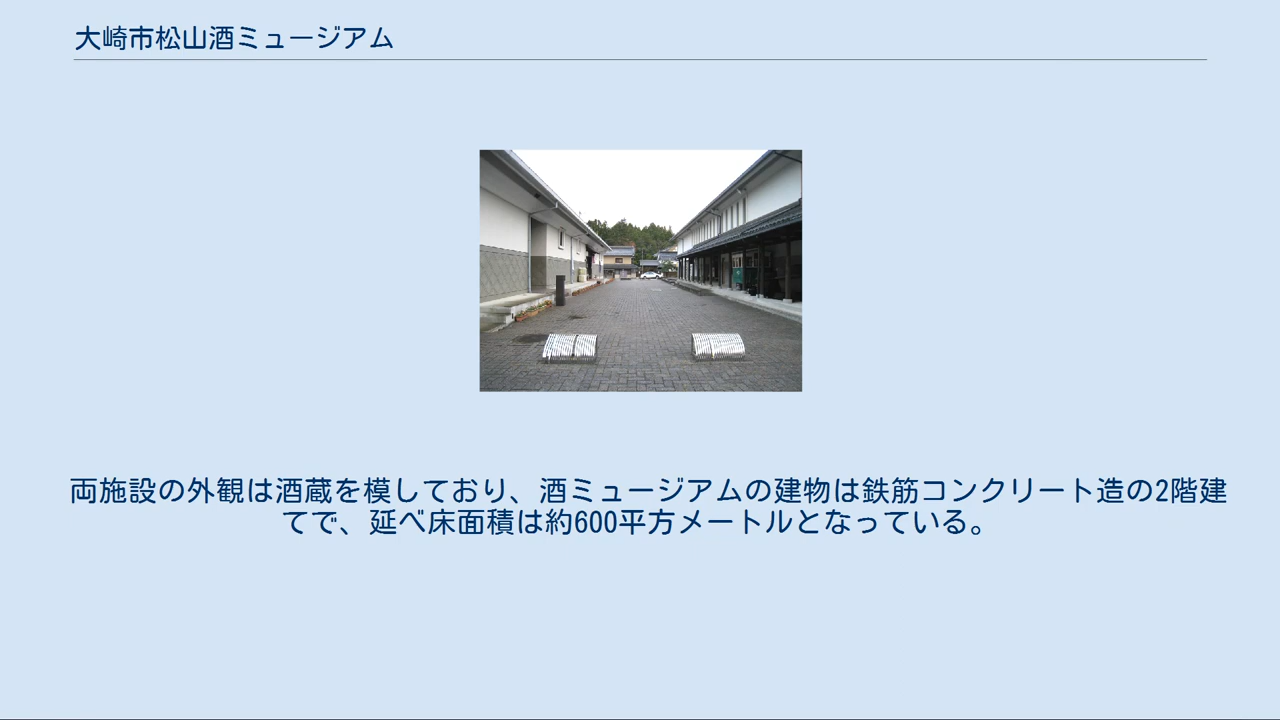 大崎市松山酒ミュージアム
両施設の外観は酒蔵を模しており、酒ミュージアムの建物は鉄筋コンクリート造の2階建
てで、延べ床面積は約600平方メートルとなっている。